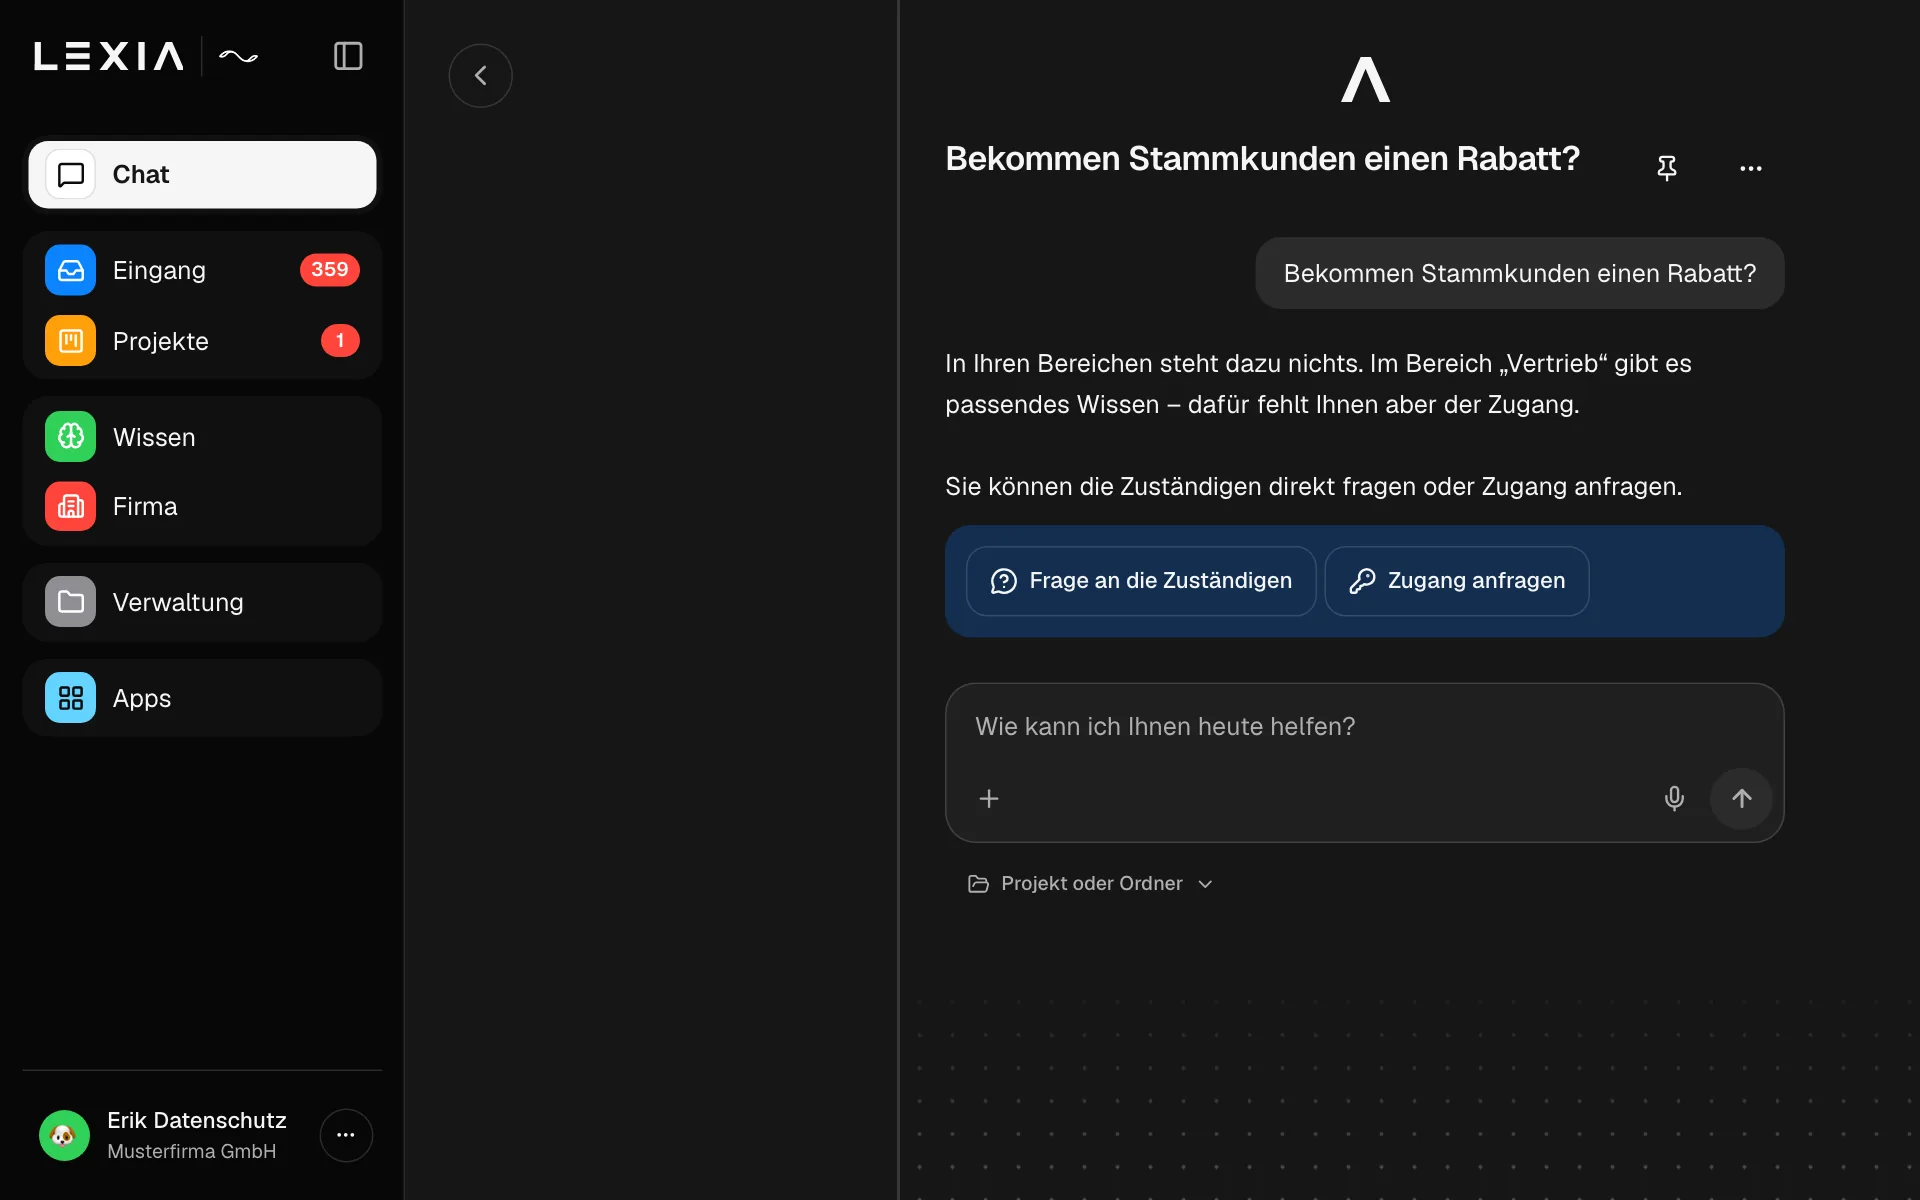 LEXIA
Chat
Eingang
359
Projekte
1
Wissen
Firma
Verwaltung
Apps
Erik Datenschutz
Musterfirma GmbH
Bekommen Stammkunden einen Rabatt?
Bekommen Stammkunden einen Rabatt?
In Ihren Bereichen steht dazu nichts. Im Bereich „Vertrieb“ gibt es
passendes Wissen – dafür fehlt Ihnen aber der Zugang.
Sie können die Zuständigen direkt fragen oder Zugang anfragen.
Frage an die Zuständigen
Zugang anfragen
Wie kann ich Ihnen heute helfen?
Projekt oder Ordner